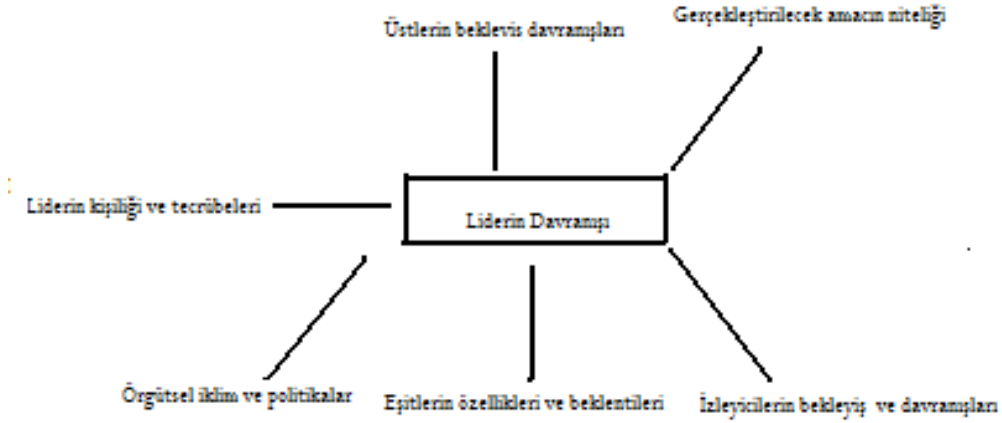 Gerçekleştirilecek amacın niteliği
Üstlerin beklevis davranışları
Liderin kişiliği ve tecrübeleri
Liderin Davranışı
Örgütsel iklim ve politikalar
Eşitlerin özellikleri ve beklentileri
İzleyicilerin bekleyiş ve davranışları